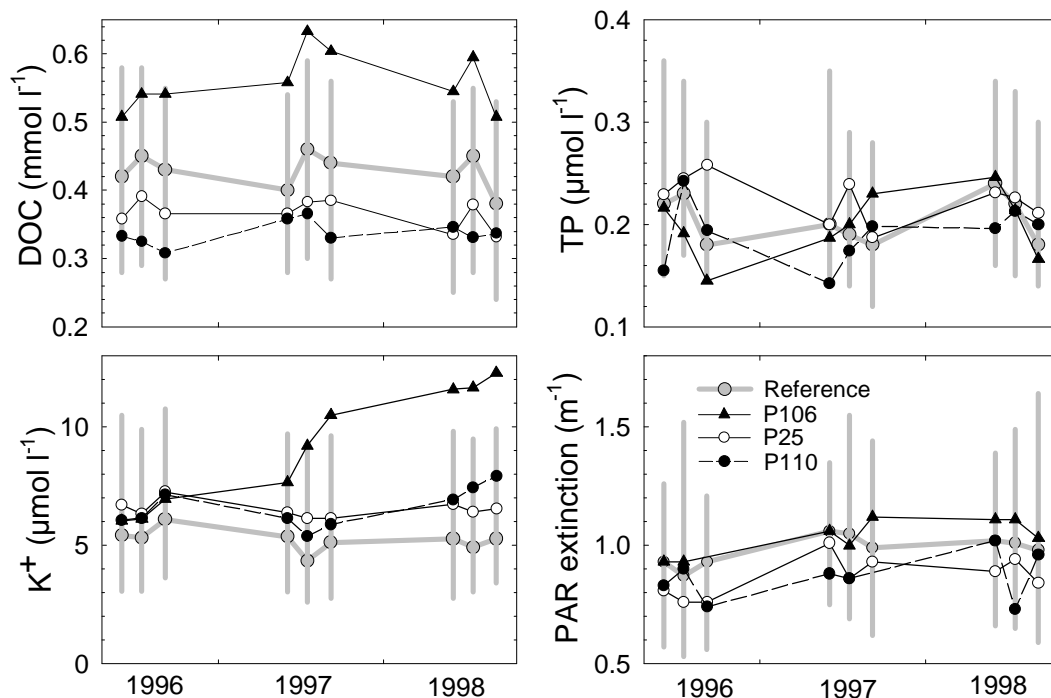 DOC (mmol l⁻¹)
0.6
0.5
0.4
0.3
0.2
TP (µmol l⁻¹)
0.4
0.3
0.2
0.1
K⁺ (µmol l⁻¹)
10
5
0
1996 1997 1998
PAR extinction (m⁻¹)
1.5
1.0
0.5
Reference
P106
P25
P110
1996 1997 1998